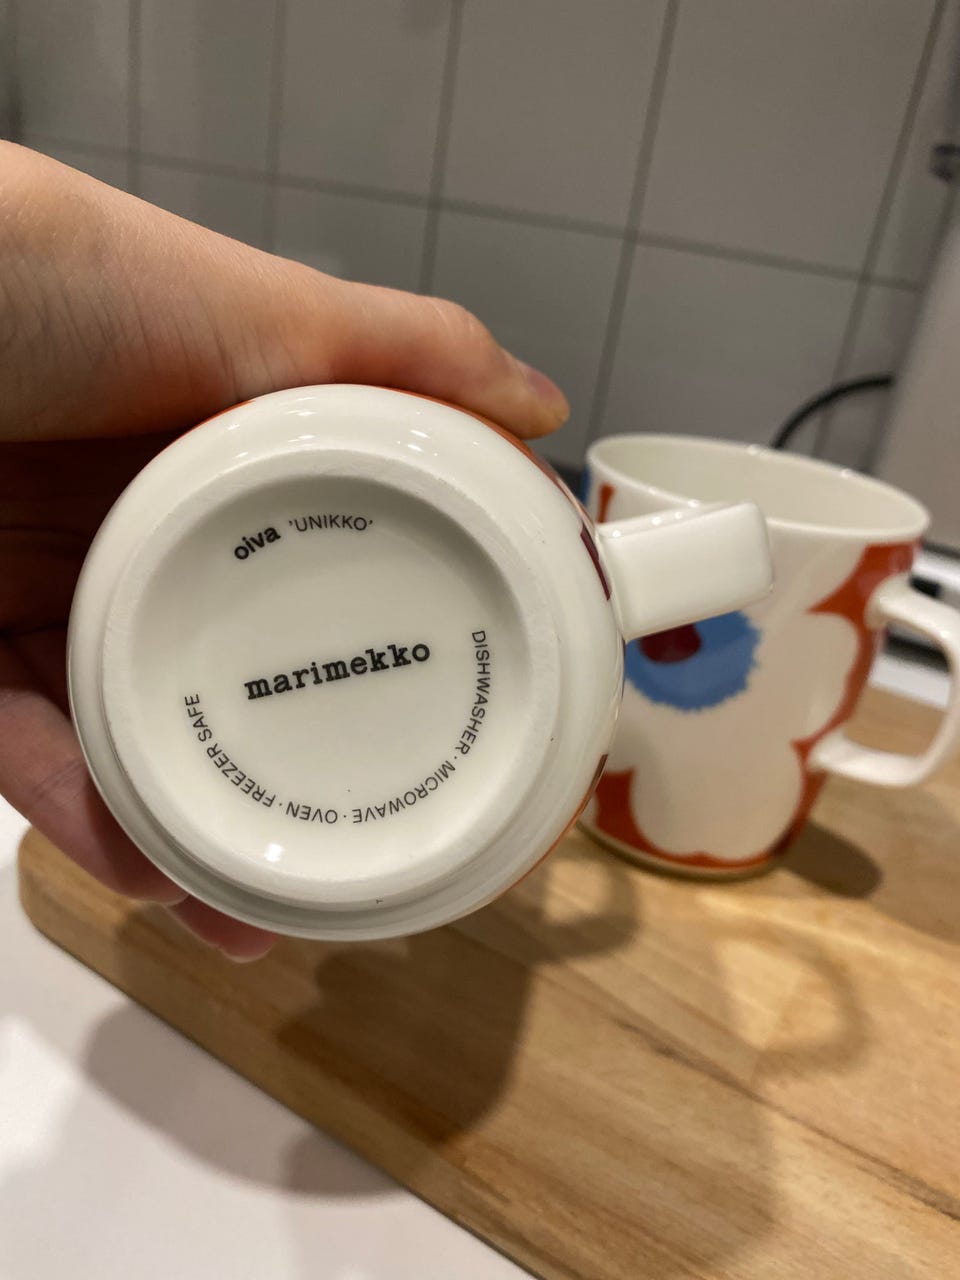 oiva 'UNIKKO'
marimekko
DISHWASHER · MICROWAVE · OVEN · FREEZER SAFE